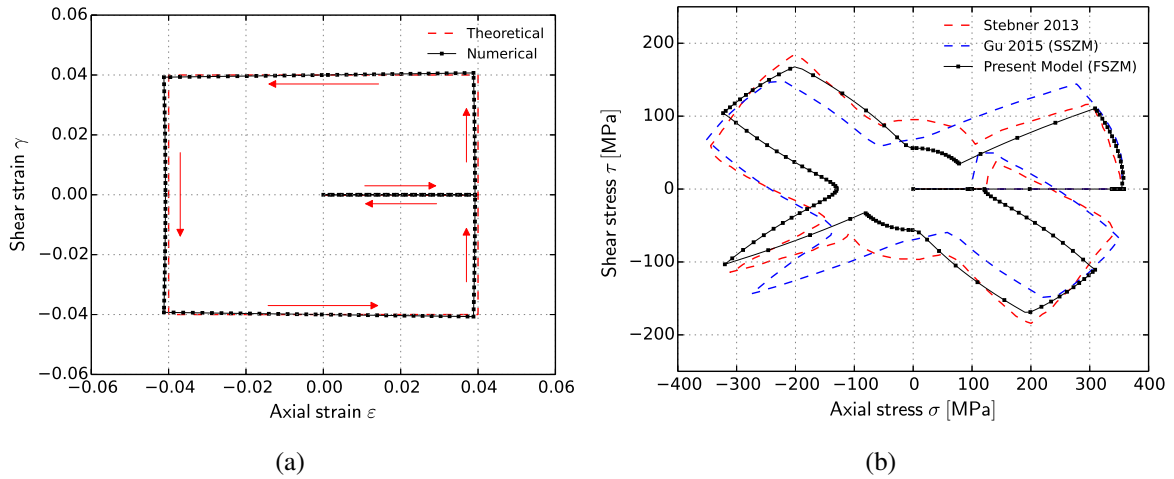 0.06
0.04
0.02
0.00
−0.02
−0.04
−0.06
−0.06
−0.04
−0.02
0.00
0.02
0.04
0.06
Shear strain γ
Axial strain ε
Theoretical
Numerical
(a)
200
100
0
−100
−200
−400
−300
−200
−100
0
100
200
300
400
Shear stress τ [MPa]
Axial stress σ [MPa]
Stebner 2013
Gu 2015 (SSZM)
Present Model (FSZM)
(b)